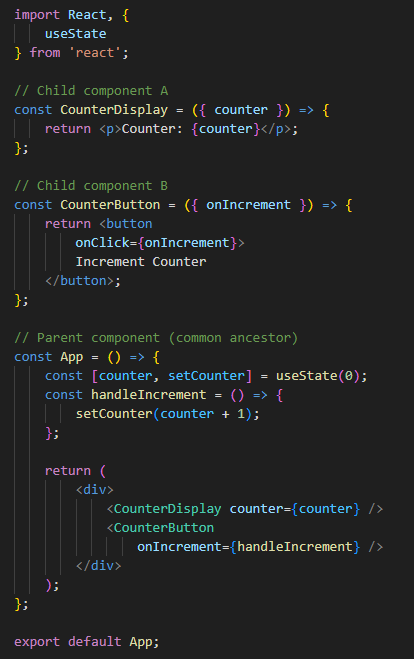 import React, {
    useState
} from 'react';

// Child component A
const CounterDisplay = ({ counter }) => {
    return <p>Counter: {counter}</p>;
};

// Child component B
const CounterButton = ({ onIncrement }) => {
    return <button
        onClick={onIncrement}>
        Increment Counter
    </button>;
};

// Parent component (common ancestor)
const App = () => {
    const [counter, setCounter] = useState(0);
    const handleIncrement = () => {
        setCounter(counter + 1);
    };

    return (
        <div>
            <CounterDisplay counter={counter} />
            <CounterButton
                onIncrement={handleIncrement} />
        </div>
    );
};

export default App;